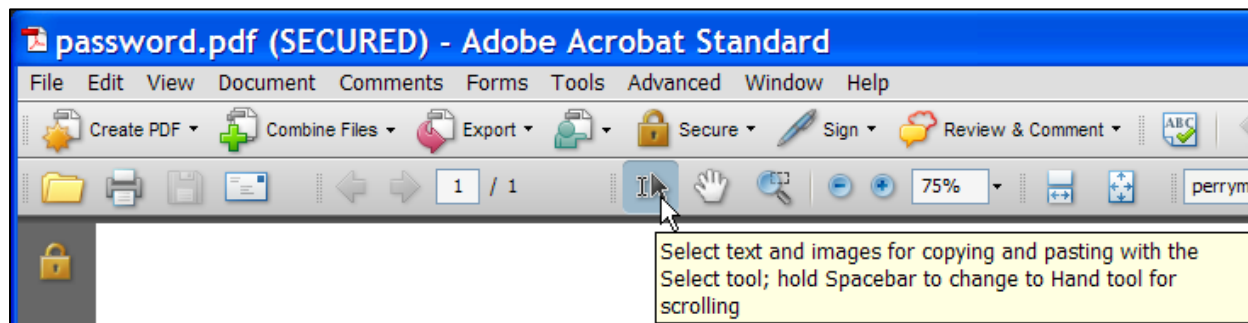 password.pdf (SECURED) - Adobe Acrobat Standard
File Edit View Document Comments Forms Tools Advanced Window Help
Create PDF Combine Files Export Secure Sign Review & Comment ABC
1 / 1 75% perrym
Select text and images for copying and pasting with the
Select tool; hold Spacebar to change to Hand tool for
scrolling